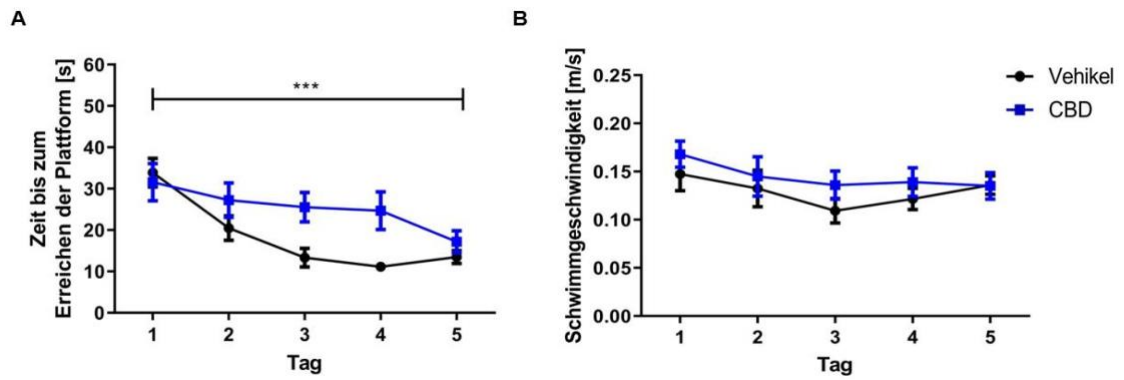 A
Zeit bis zum
Erreichen der Plattform [s]
60
50
40
30
20
10
0
***
1 2 3 4 5
Tag
B
Schwimmgeschwindigkeit [m/s]
0.25
0.20
0.15
0.10
0.05
0.00
1 2 3 4 5
Tag
Vehikel
CBD